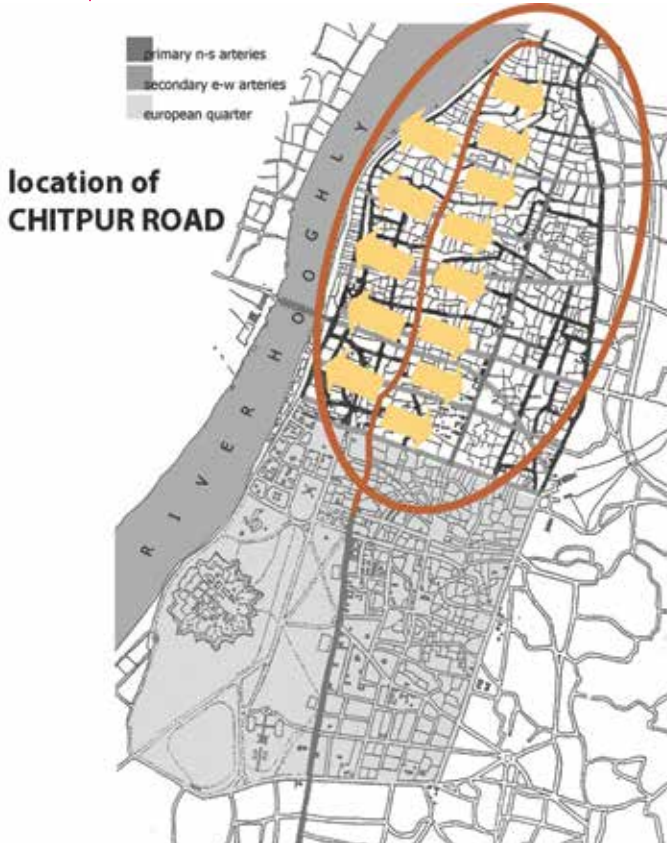 primary n-s arteries
secondary e-w arteries
european quarter
location of
CHITPUR ROAD
RIVER HOOGHLY